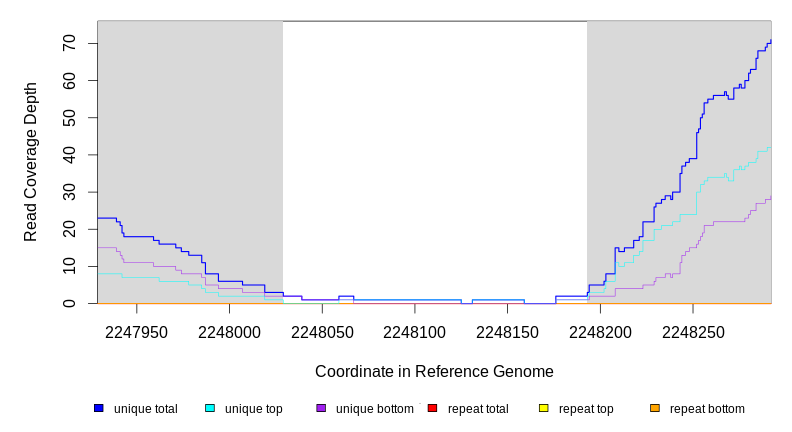 Read Coverage Depth
70
60
50
40
30
20
10
0
2247950 2248000 2248050 2248100 2248150 2248200 2248250
Coordinate in Reference Genome
unique total unique top unique bottom repeat total repeat top repeat bottom